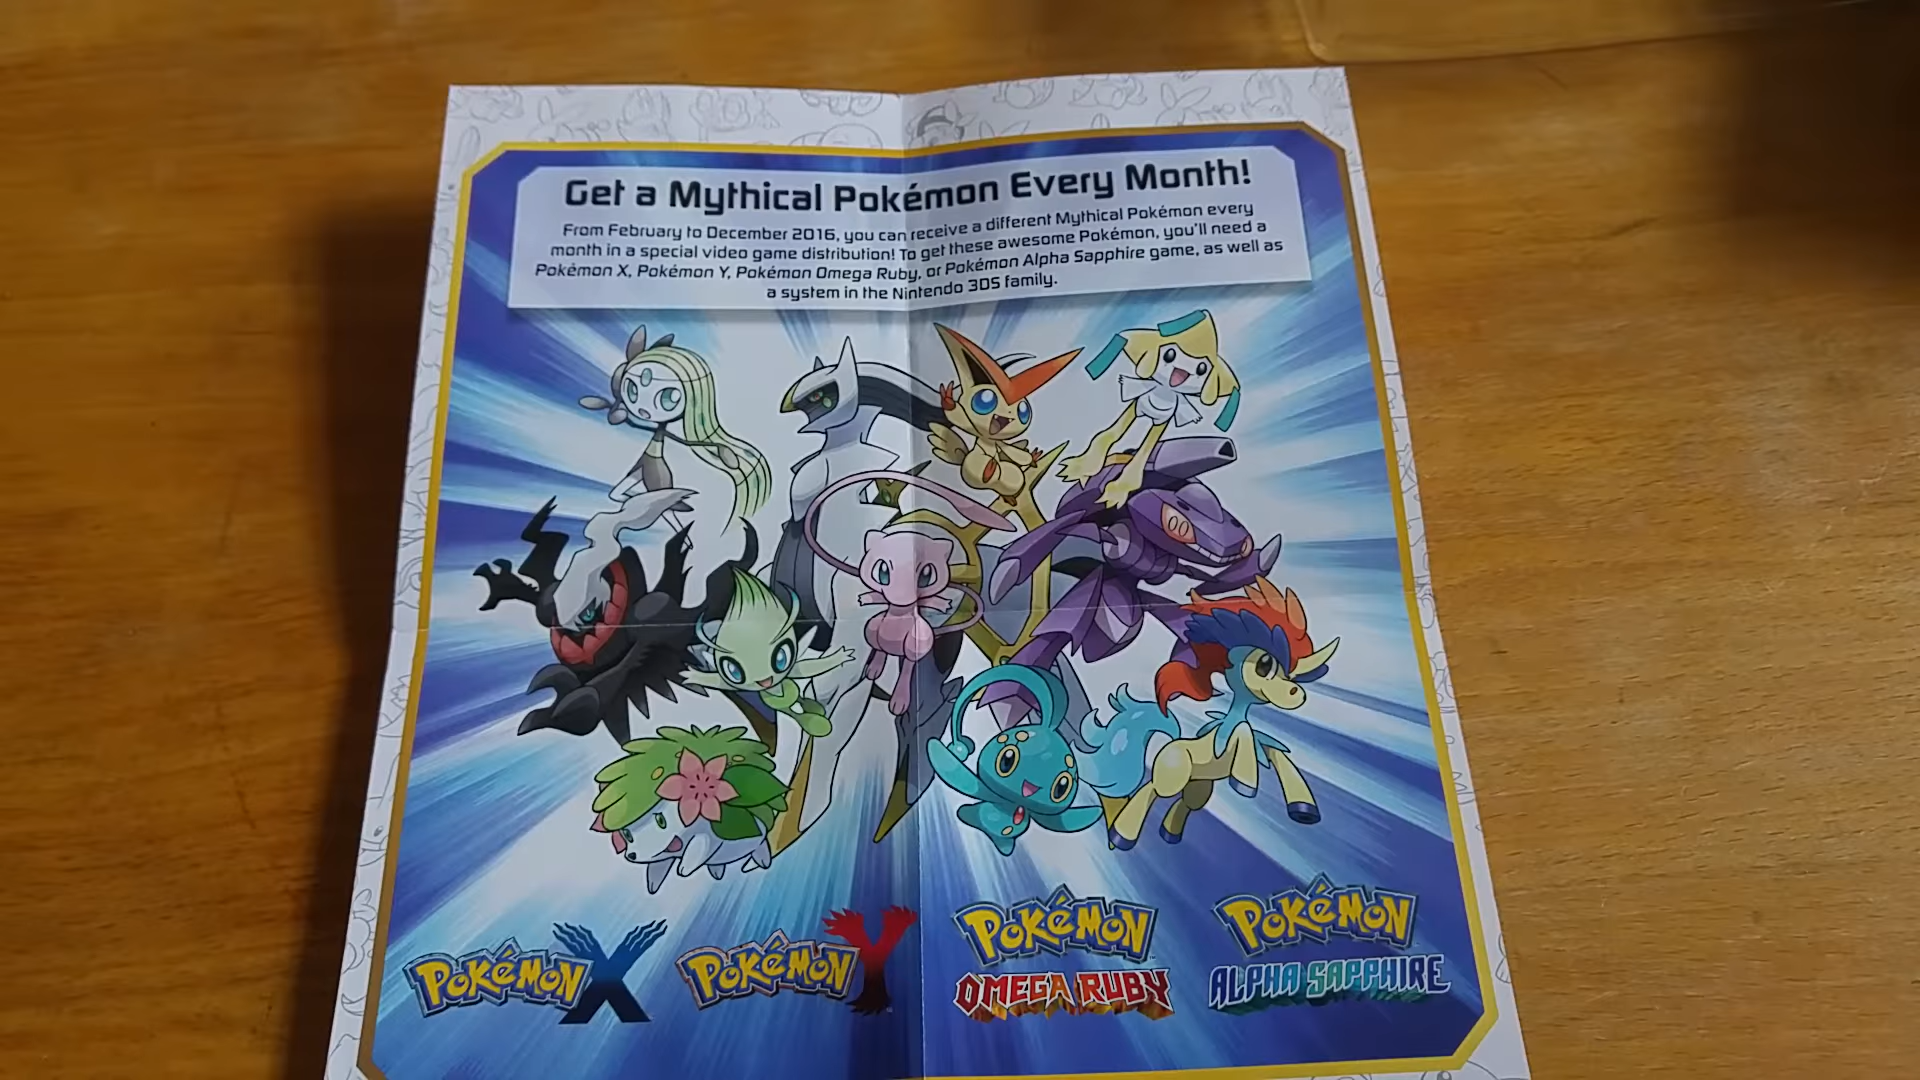 Get a Mythical Pokémon Every Month!
From February to December 2016, you can receive a different Mythical Pokémon every
month in a special video game distribution! To get these awesome Pokémon, you'll need a
Pokémon X, Pokémon Y, Pokémon Omega Ruby, or Pokémon Alpha Sapphire game, as well as
a system in the Nintendo 3DS family.
POKéMON X
POKéMON Y
POKéMON
OMEGA RUBY
POKéMON
ALPHA SAPPHIRE